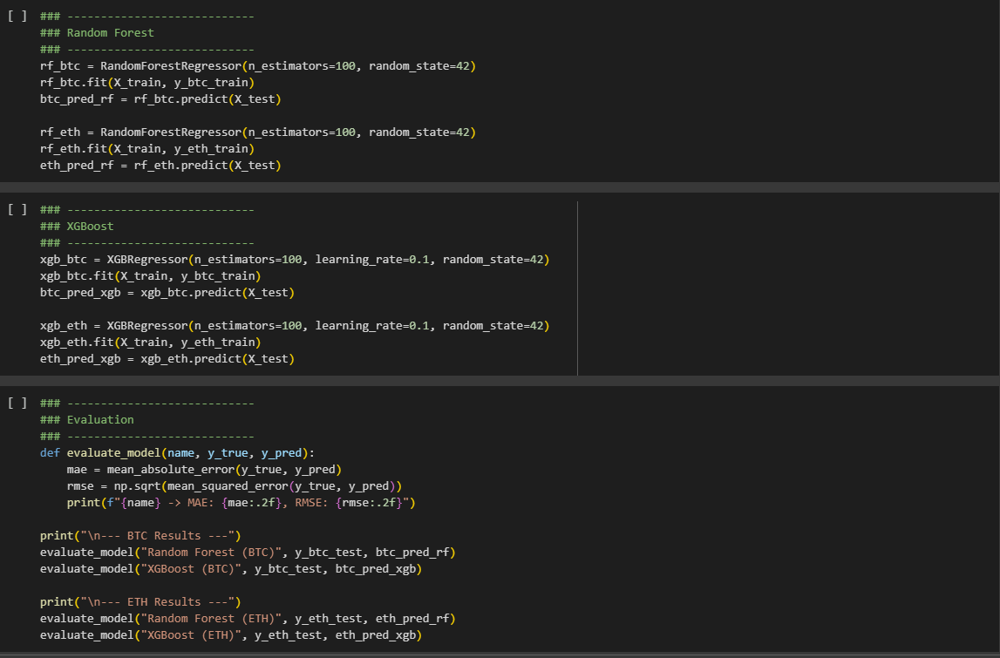 [ ] ### ----------------------------
### Random Forest
### ----------------------------
rf_btc = RandomForestRegressor(n_estimators=100, random_state=42)
rf_btc.fit(X_train, y_btc_train)
btc_pred_rf = rf_btc.predict(X_test)
rf_eth = RandomForestRegressor(n_estimators=100, random_state=42)
rf_eth.fit(X_train, y_eth_train)
eth_pred_rf = rf_eth.predict(X_test)
[ ] ### ----------------------------
### XGBoost
### ----------------------------
xgb_btc = XGBRegressor(n_estimators=100, learning_rate=0.1, random_state=42)
xgb_btc.fit(X_train, y_btc_train)
btc_pred_xgb = xgb_btc.predict(X_test)
xgb_eth = XGBRegressor(n_estimators=100, learning_rate=0.1, random_state=42)
xgb_eth.fit(X_train, y_eth_train)
eth_pred_xgb = xgb_eth.predict(X_test)
[ ] ### ----------------------------
### Evaluation
### ----------------------------
def evaluate_model(name, y_true, y_pred):
    mae = mean_absolute_error(y_true, y_pred)
    rmse = np.sqrt(mean_squared_error(y_true, y_pred))
    print(f"{name} -> MAE: {mae:.2f}, RMSE: {rmse:.2f}")
print("\n--- BTC Results ---")
evaluate_model("Random Forest (BTC)", y_btc_test, btc_pred_rf)
evaluate_model("XGBoost (BTC)", y_btc_test, btc_pred_xgb)
print("\n--- ETH Results ---")
evaluate_model("Random Forest (ETH)", y_eth_test, eth_pred_rf)
evaluate_model("XGBoost (ETH)", y_eth_test, eth_pred_xgb)